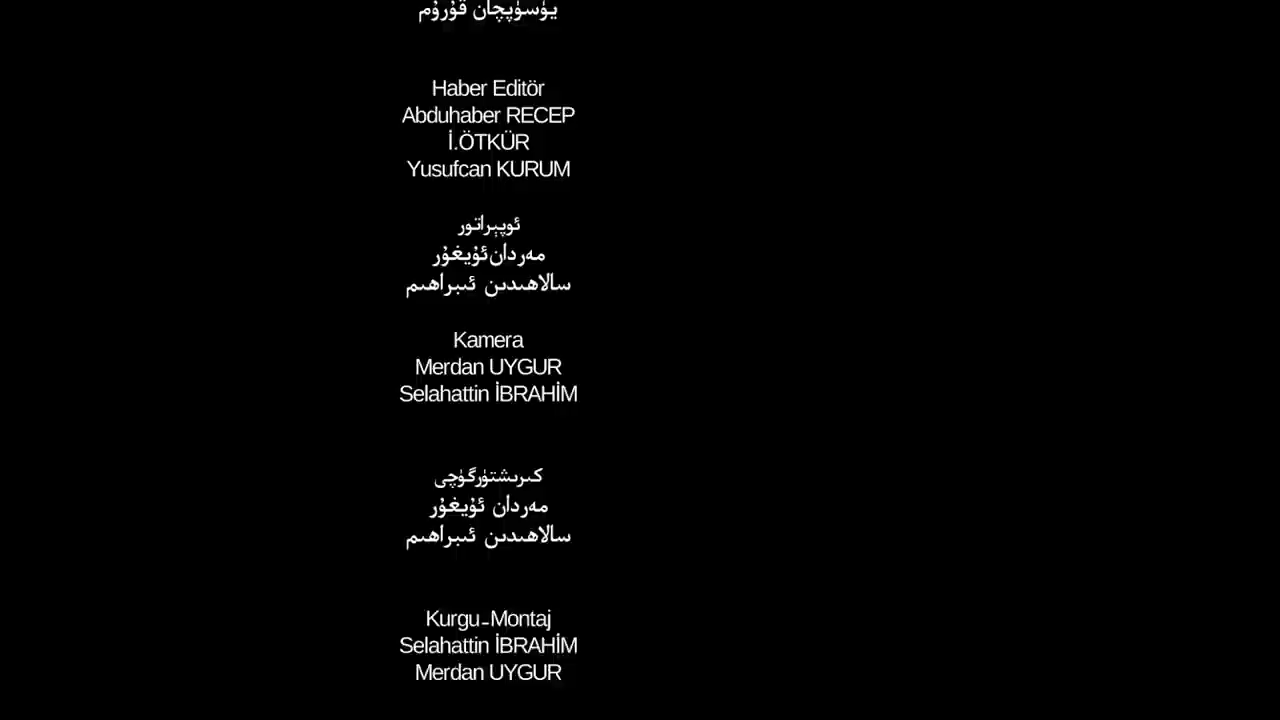 يۈسۈپجان قۇرۇم
Haber Editör
Abduhaber RECEP
İ.ÖTKÜR
Yusufcan KURUM
ئوپېراتور
مەردان ئۇيغۇر
سالاھىدىن ئىبراھىم
Kamera
Merdan UYGUR
Selahattin İBRAHİM
كىرىشتۈرگۈچى
مەردان ئۇيغۇر
سالاھىدىن ئىبراھىم
Kurgu-Montaj
Selahattin İBRAHİM
Merdan UYGUR